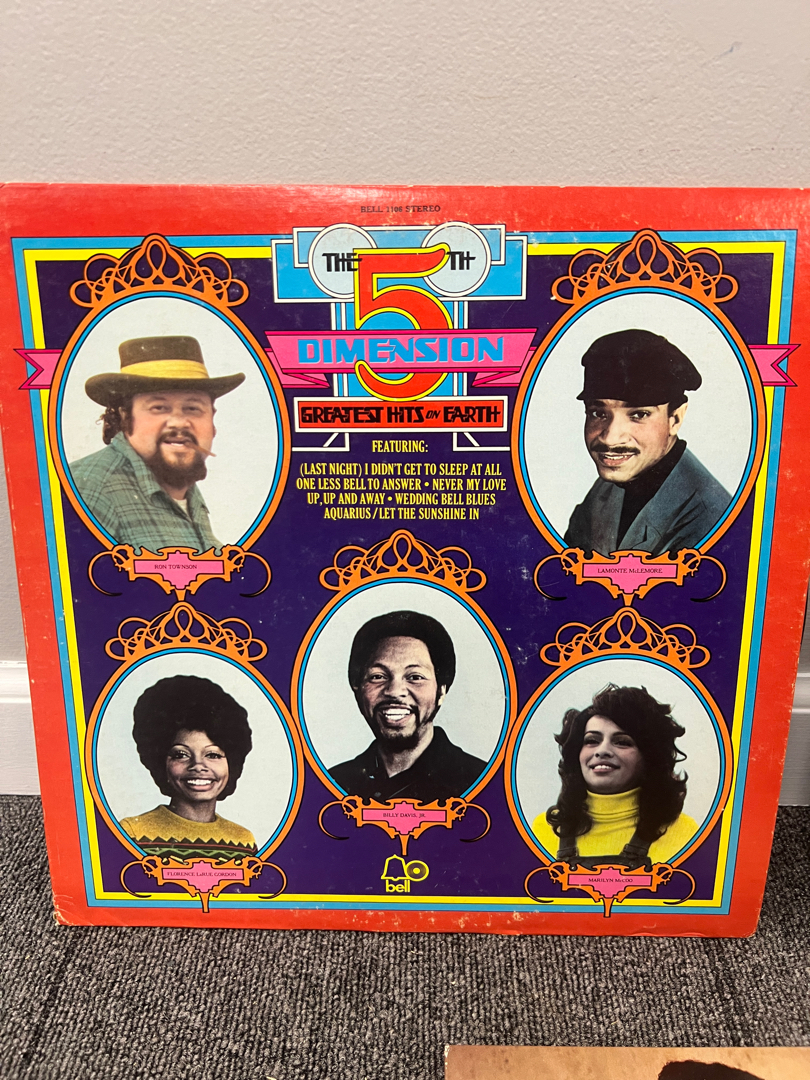 BELL 1106 STEREO
THE 5TH
DIMENSION
GREATEST HITS ON EARTH
FEATURING:
(LAST NIGHT) I DIDN'T GET TO SLEEP AT ALL
ONE LESS BELL TO ANSWER • NEVER MY LOVE
UP, UP AND AWAY • WEDDING BELL BLUES
AQUARIUS/LET THE SUNSHINE IN
RON TOWNSON
LAMONTE McLEMORE
BILLY DAVIS, JR.
FLORENCE LaRUE GORDON
MARILYN McCOO
bell